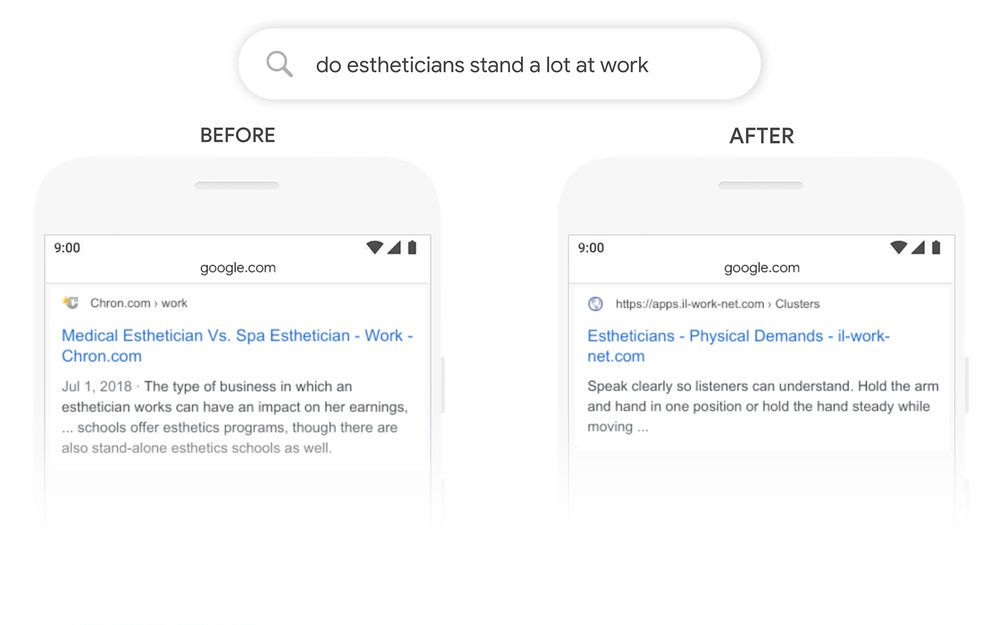 do estheticians stand a lot at work
BEFORE
9:00
google.com
Chron.com › work
Medical Esthetician Vs. Spa Esthetician - Work -
Chron.com
Jul 1, 2018 · The type of business in which an
esthetician works can have an impact on her earnings,
... schools offer esthetics programs, though there are
also stand-alone esthetics schools as well.
AFTER
9:00
google.com
https://apps.il-work-net.com › Clusters
Estheticians - Physical Demands - il-work-
net.com
Speak clearly so listeners can understand. Hold the arm
and hand in one position or hold the hand steady while
moving ...